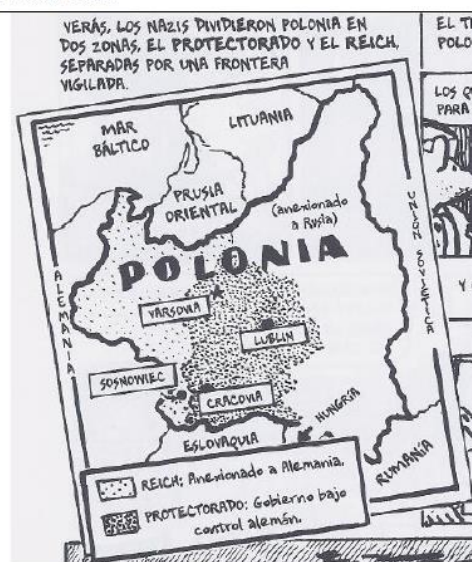 VERÁS, LOS NAZIS DIVIDIERON POLONIA EN
DOS ZONAS, EL PROTECTORADO Y EL REICH,
SEPARADAS POR UNA FRONTERA
VIGILADA.
EL
POLO
LOS
PARA
MAR
BÁLTICO
LITUANIA
PRUSIA
ORIENTAL
(anexionado
a Rusia)
POLONIA
ALEMANIA
UNIÓN SOVIÉTICA
VARSOVIA
LUBLIN
SOSNOWIEC
CRACOVIA
HUNGRÍA
ESLOVAQUIA
RUMANÍA
Y
REICH: Anexionado a Alemania.
PROTECTORADO: Gobierno bajo
control alemán.